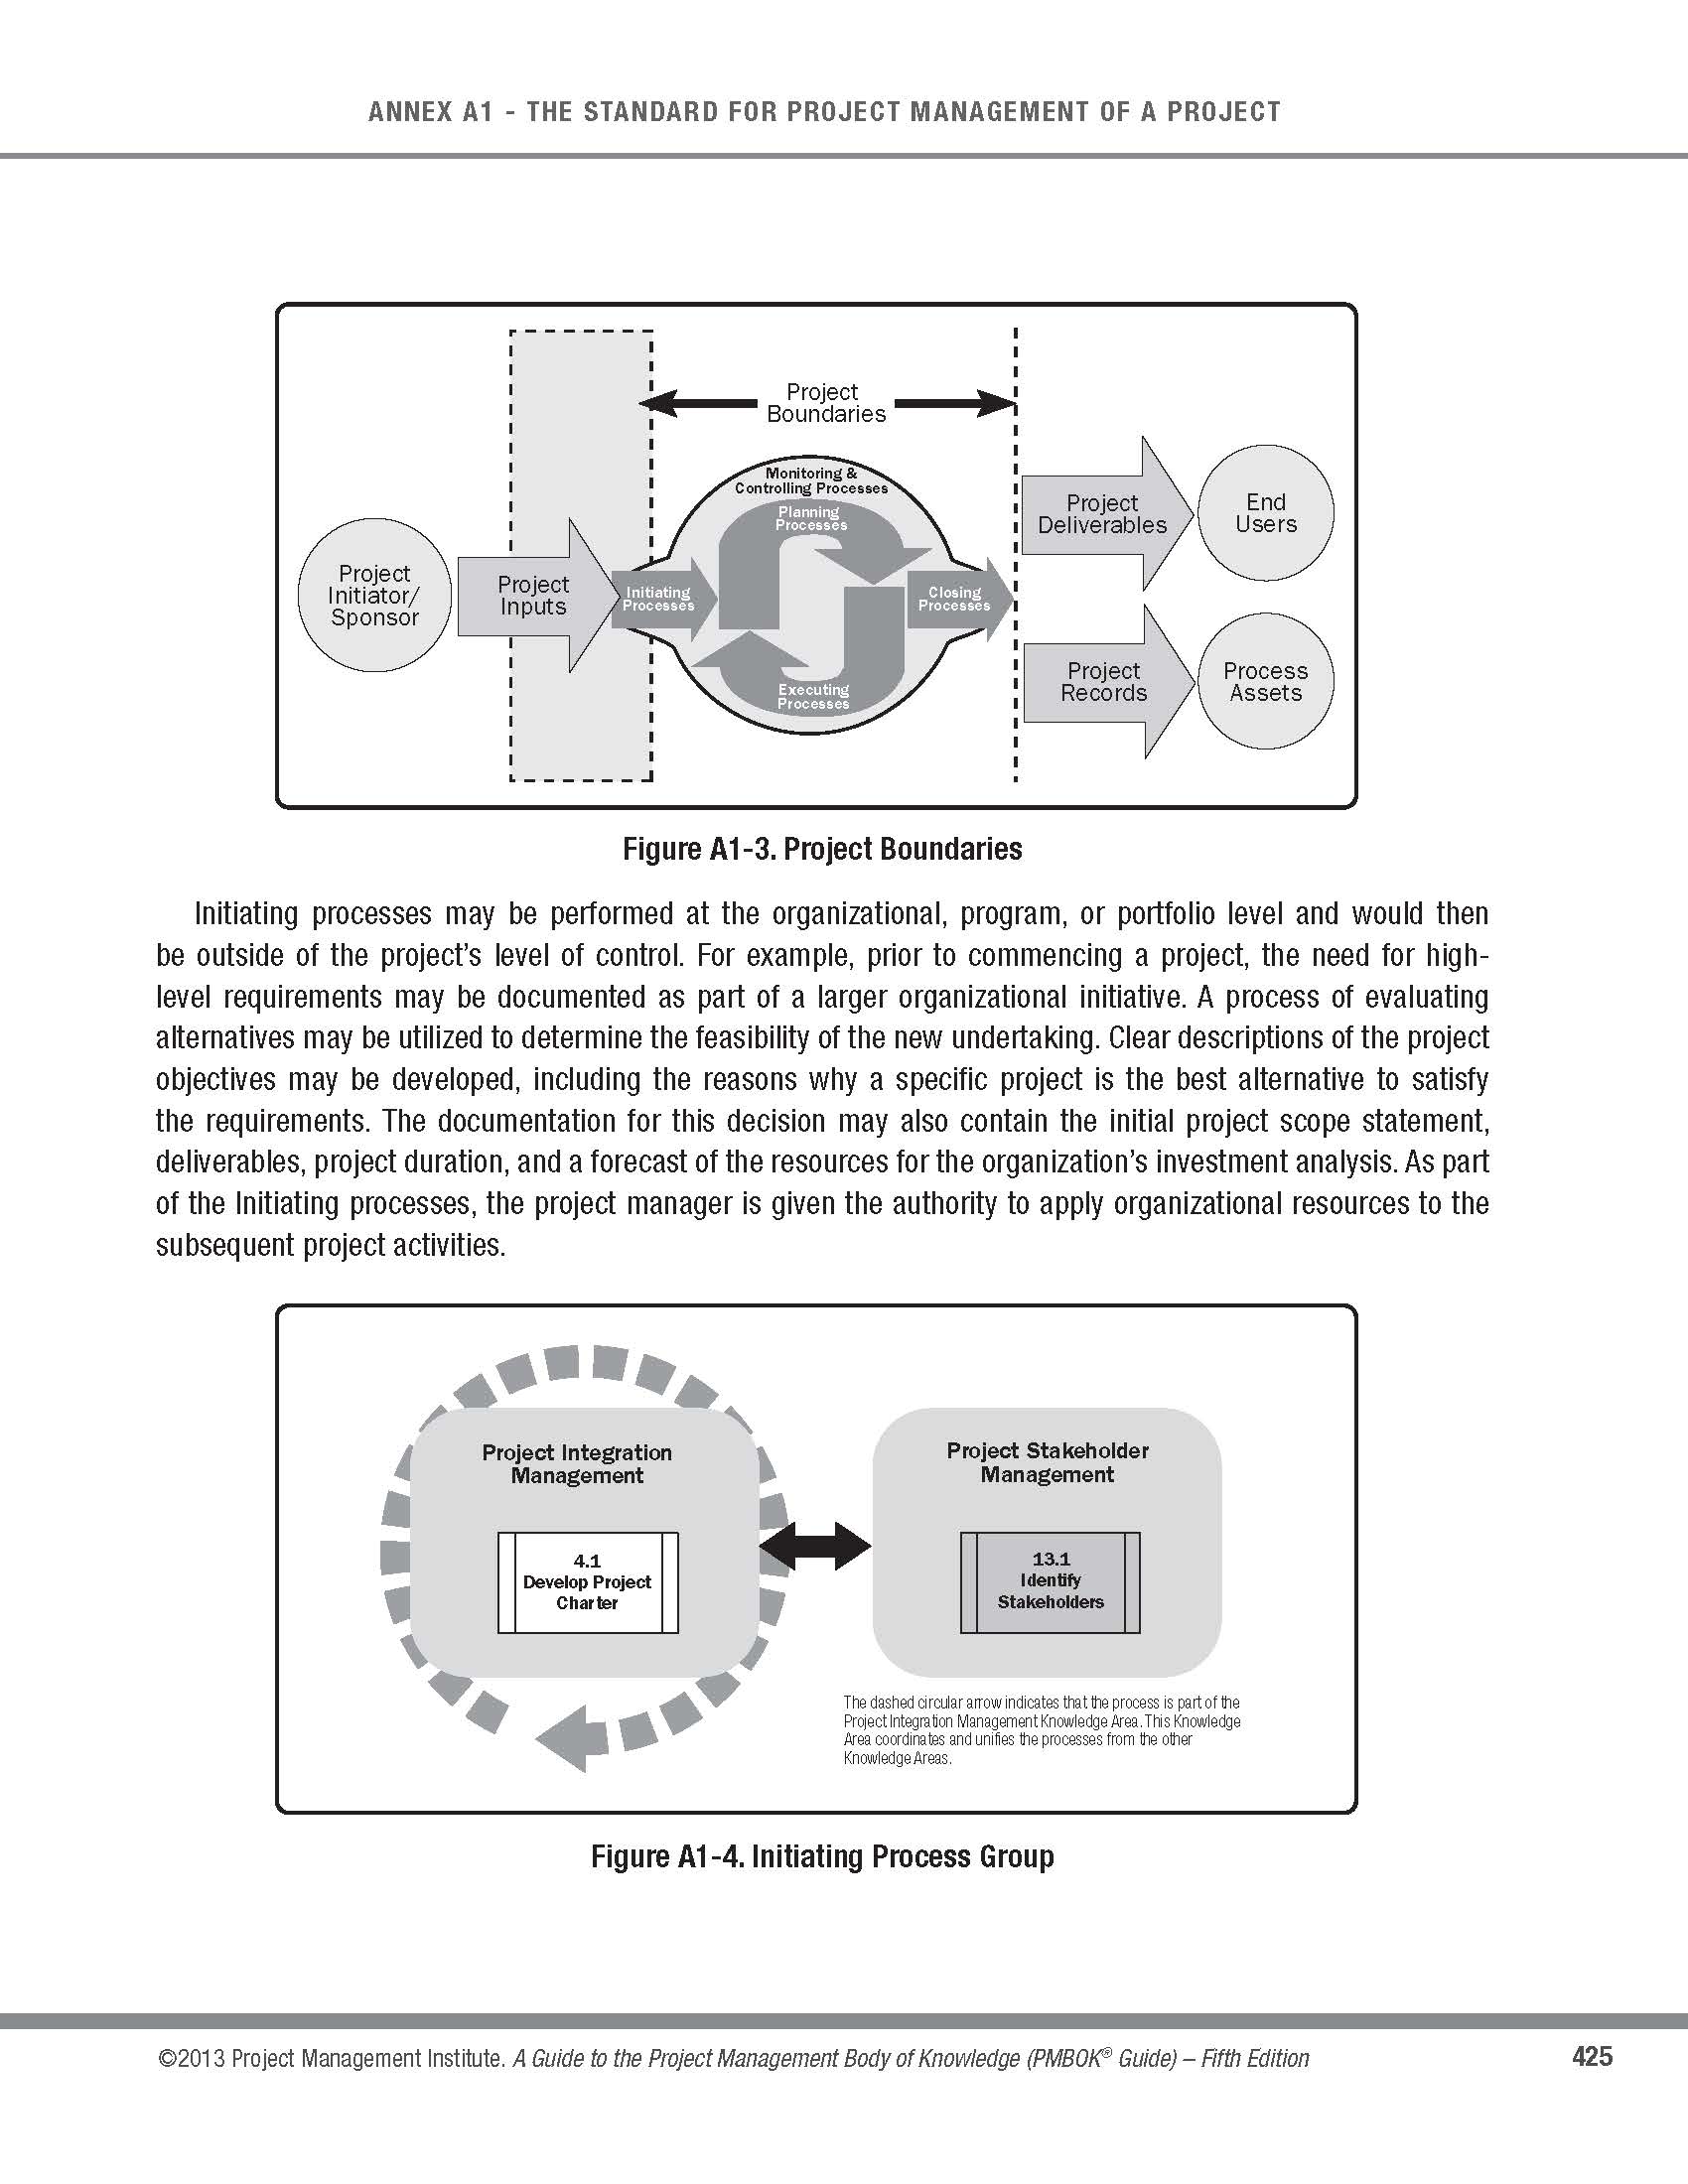 ANNEX A1 - THE STANDARD FOR PROJECT MANAGEMENT OF A PROJECT
Project
Boundaries
Monitoring &
Controlling Processes
Planning
Processes
Project
Initiator/
Sponsor
Project
Inputs
Initiating
Processes
Executing
Processes
Closing
Processes
Project
Deliverables
End
Users
Project
Records
Process
Assets
Figure A1-3. Project Boundaries
Initiating processes may be performed at the organizational, program, or portfolio level and would then
be outside of the project’s level of control. For example, prior to commencing a project, the need for high-
level requirements may be documented as part of a larger organizational initiative. A process of evaluating
alternatives may be utilized to determine the feasibility of the new undertaking. Clear descriptions of the project
objectives may be developed, including the reasons why a specific project is the best alternative to satisfy
the requirements. The documentation for this decision may also contain the initial project scope statement,
deliverables, project duration, and a forecast of the resources for the organization’s investment analysis. As part
of the Initiating processes, the project manager is given the authority to apply organizational resources to the
subsequent project activities.
Project Integration
Management
4.1
Develop Project
Charter
Project Stakeholder
Management
13.1
Identify
Stakeholders
The dashed circular arrow indicates that the process is part of the
Project Integration Management Knowledge Area. This Knowledge
Area coordinates and unifies the processes from the other
Knowledge Areas.
Figure A1-4. Initiating Process Group
©2013 Project Management Institute. A Guide to the Project Management Body of Knowledge (PMBOK® Guide) – Fifth Edition
425